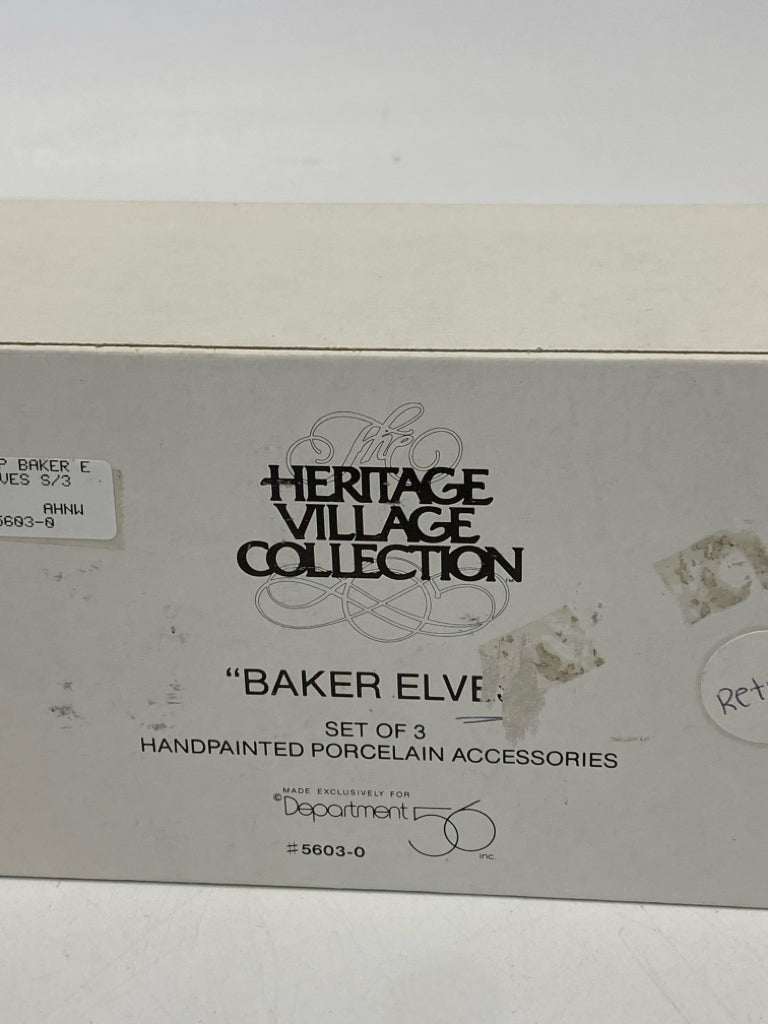 The
HERITAGE
VILLAGE
COLLECTION
TM
"BAKER ELVE
SET OF 3
HANDPAINTED PORCELAIN ACCESSORIES
MADE EXCLUSIVELY FOR
©Department 56
inc.
#5603-0
P BAKER E
VES S/3
AHNW
5603-0
Ret